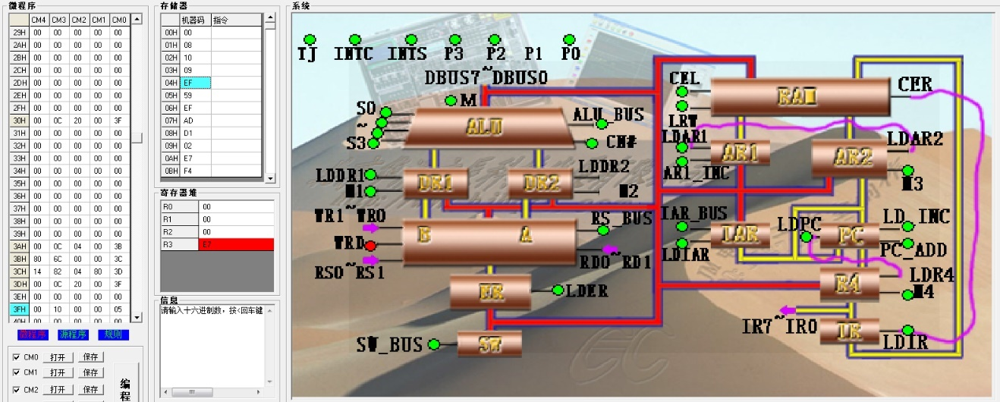 微程序
CM4 CM3 CM2 CM1 CM0
29H 00 00 00 00 00
2AH 00 00 00 00 00
2BH 00 00 00 00 00
2CH 00 00 00 00 00
2DH 00 00 00 00 00
2EH 00 00 00 00 00
2FH 00 00 00 00 00
30H 00 0C 20 00 3F
31H 00 00 00 00 00
32H 00 00 00 00 00
33H 00 00 00 00 00
34H 00 00 00 00 00
35H 00 00 00 00 00
36H 00 00 00 00 00
37H 00 00 00 00 00
38H 00 00 00 00 00
39H 00 00 00 00 00
3AH 00 0C 04 00 3B
3BH 80 6C 00 00 3C
3CH 14 82 04 80 3D
3DH 00 0C 20 00 3F
3EH 00 00 00 00 00
3FH 00 10 00 00 05
40H 00 00 00 00 00
微程序 源程序 规则
CM0 打开 保存
CM1 打开 保存
CM2 打开 保存
编程
存储器
机器码 指令
00H 00
01H 08
02H 10
03H 09
04H EF
05H 59
06H EF
07H AD
08H D1
09H 02
0AH E7
0BH F4
寄存器堆
R0 00
R1 00
R2 00
R3 E7
信息
请输入十六进制数，按<回车键
系统
TJ INTC INTS P3 P2 P1 P0
DBUS7~DBUS0
M
S0
~
S3
ALU
ALU_BUS
CN#
LDDR1
M1
DR1
DR2
LDDR2
M2
WR1~WR0
WRD
RS0~RS1
B A
RS_BUS
RD0~RD1
ER
LDER
SW_BUS
SW
CEL
LRW
RAM
CER
LDAR1
AR1_INC
AR1
AR2
LDAR2
M3
IAR_BUS
LDIAR
IAR
LDPC
PC
LD_INC
PC_ADD
R4
LDR4
M4
IR7~IR0
IR
LDIR